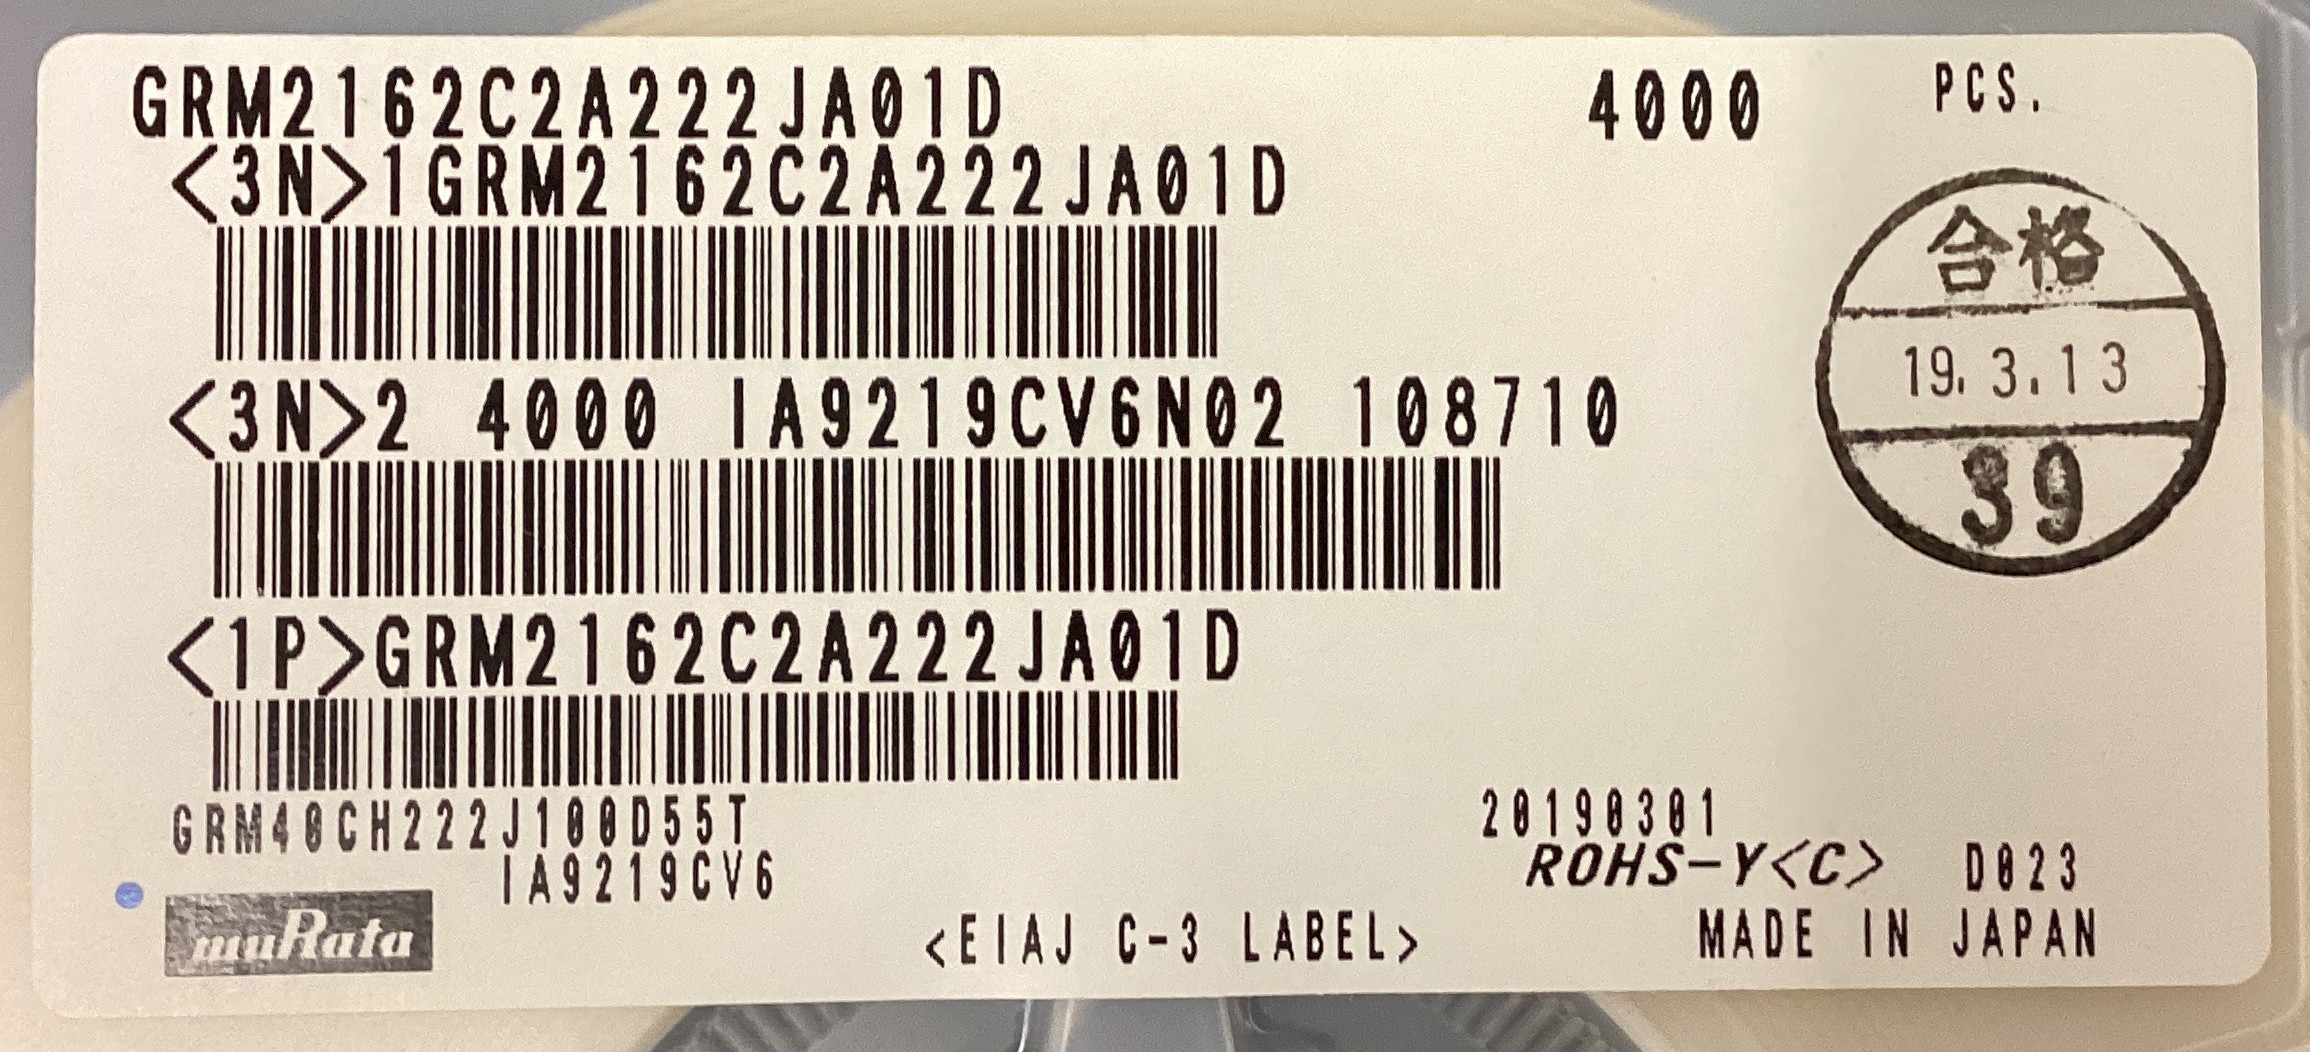 GRM2162C2A222JA01D 4000 PCS.
<3N>1GRM2162C2A222JA01D
合格
19.3.13
39
<3N>2 4000 IA9219CV6N02 108710
<1P>GRM2162C2A222JA01D
GRM40CH222J100D55T 20190301
IA9219CV6 ROHS-Y<C> D023
muRata <EIAJ C-3 LABEL> MADE IN JAPAN